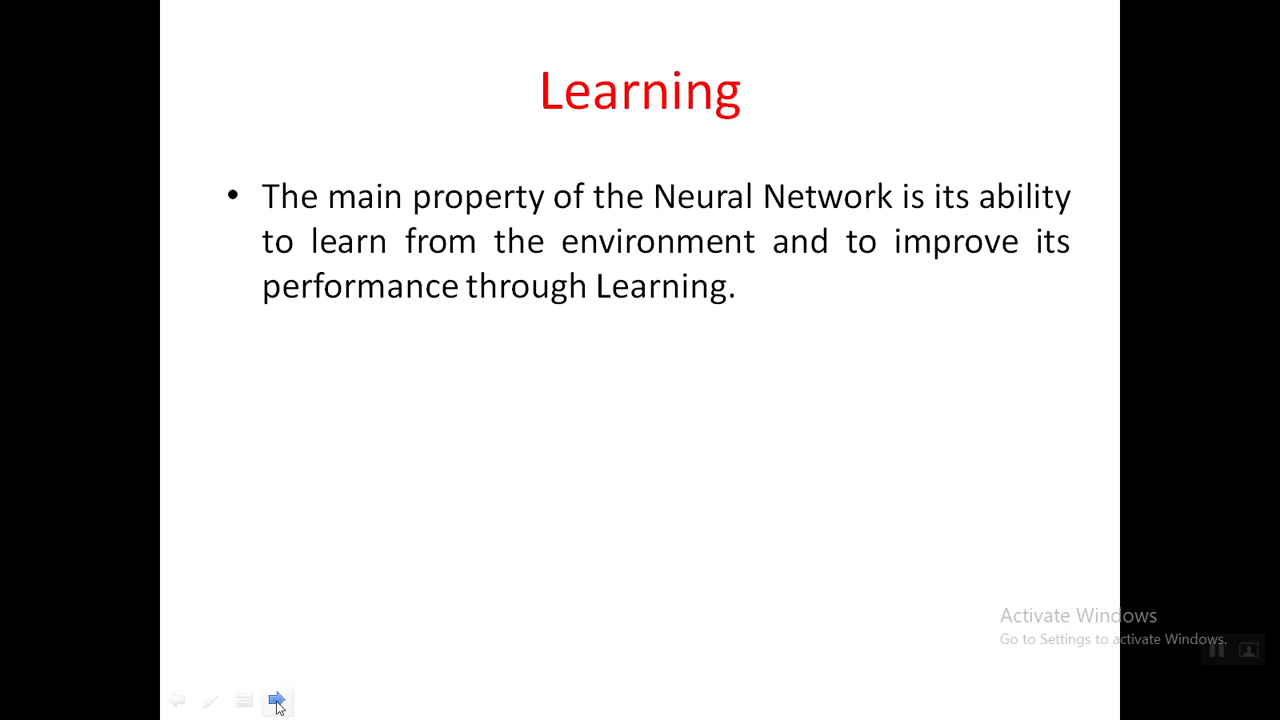 Learning
• The main property of the Neural Network is its ability
to learn from the environment and to improve its
performance through Learning.
Activate Windows
Go to Settings to activate Windows.